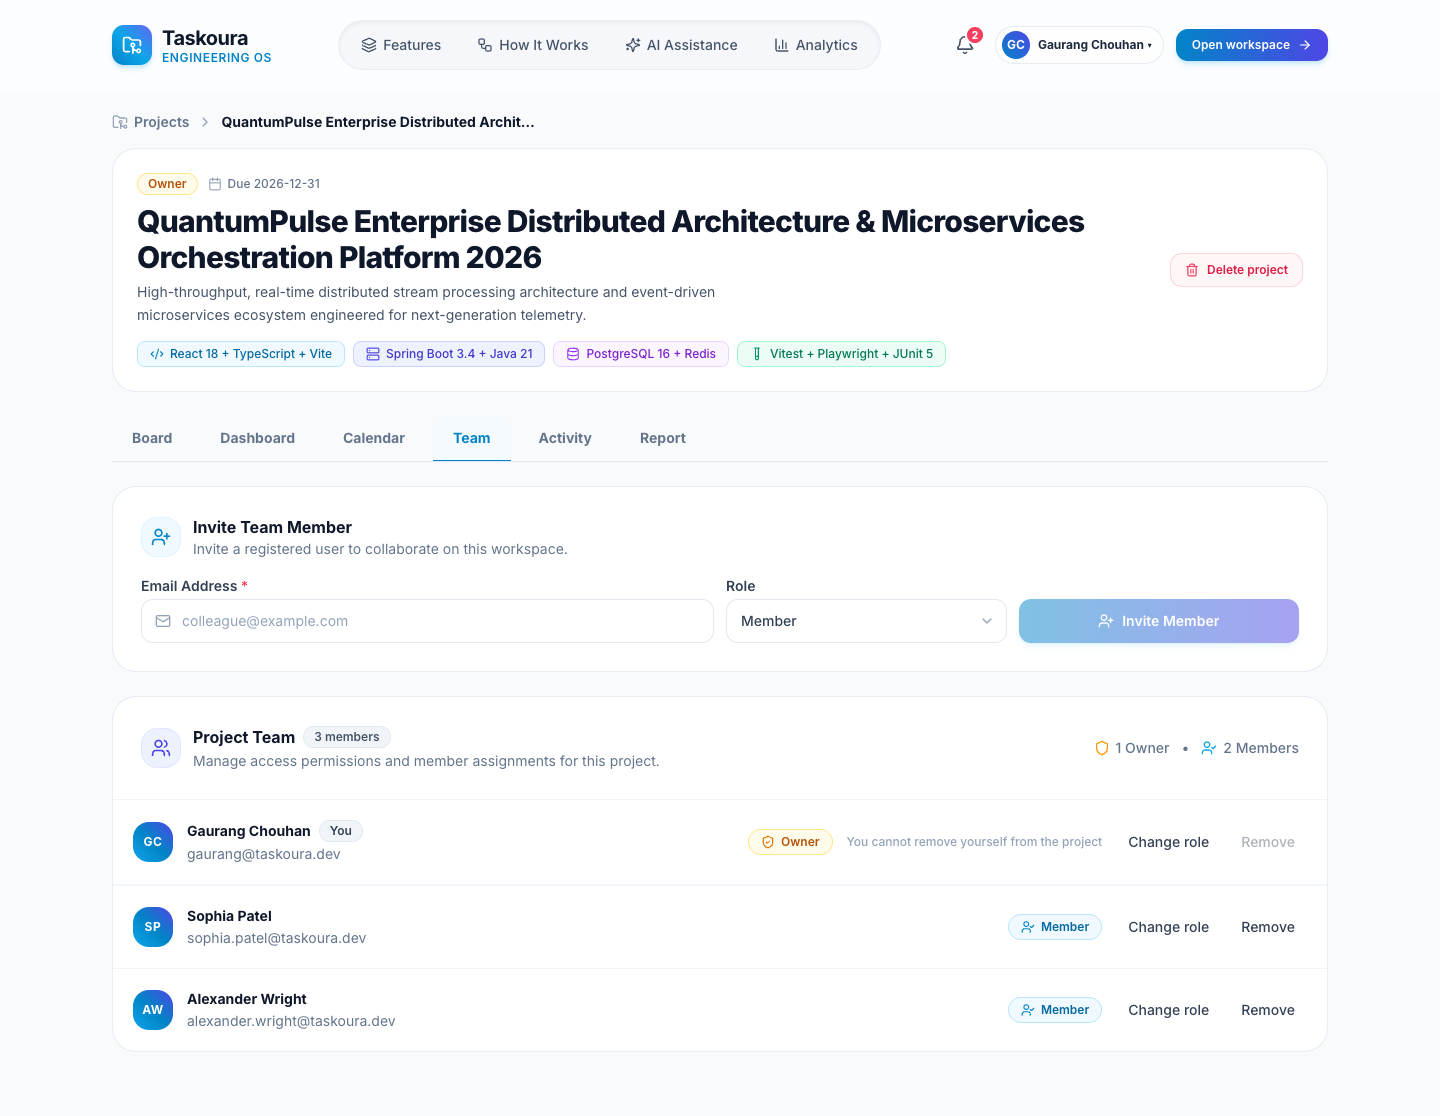 Taskoura
ENGINEERING OS
Features
How It Works
AI Assistance
Analytics
2
GC
Gaurang Chouhan
Open workspace
Projects
QuantumPulse Enterprise Distributed Archit...
Owner
Due 2026-12-31
QuantumPulse Enterprise Distributed Architecture & Microservices
Orchestration Platform 2026
High-throughput, real-time distributed stream processing architecture and event-driven
microservices ecosystem engineered for next-generation telemetry.
Delete project
React 18 + TypeScript + Vite
Spring Boot 3.4 + Java 21
PostgreSQL 16 + Redis
Vitest + Playwright + JUnit 5
Board
Dashboard
Calendar
Team
Activity
Report
Invite Team Member
Invite a registered user to collaborate on this workspace.
Email Address *
colleague@example.com
Role
Member
Invite Member
Project Team
3 members
Manage access permissions and member assignments for this project.
1 Owner • 2 Members
GC
Gaurang Chouhan
You
gaurang@taskoura.dev
Owner
You cannot remove yourself from the project
Change role
Remove
SP
Sophia Patel
sophia.patel@taskoura.dev
Member
Change role
Remove
AW
Alexander Wright
alexander.wright@taskoura.dev
Member
Change role
Remove